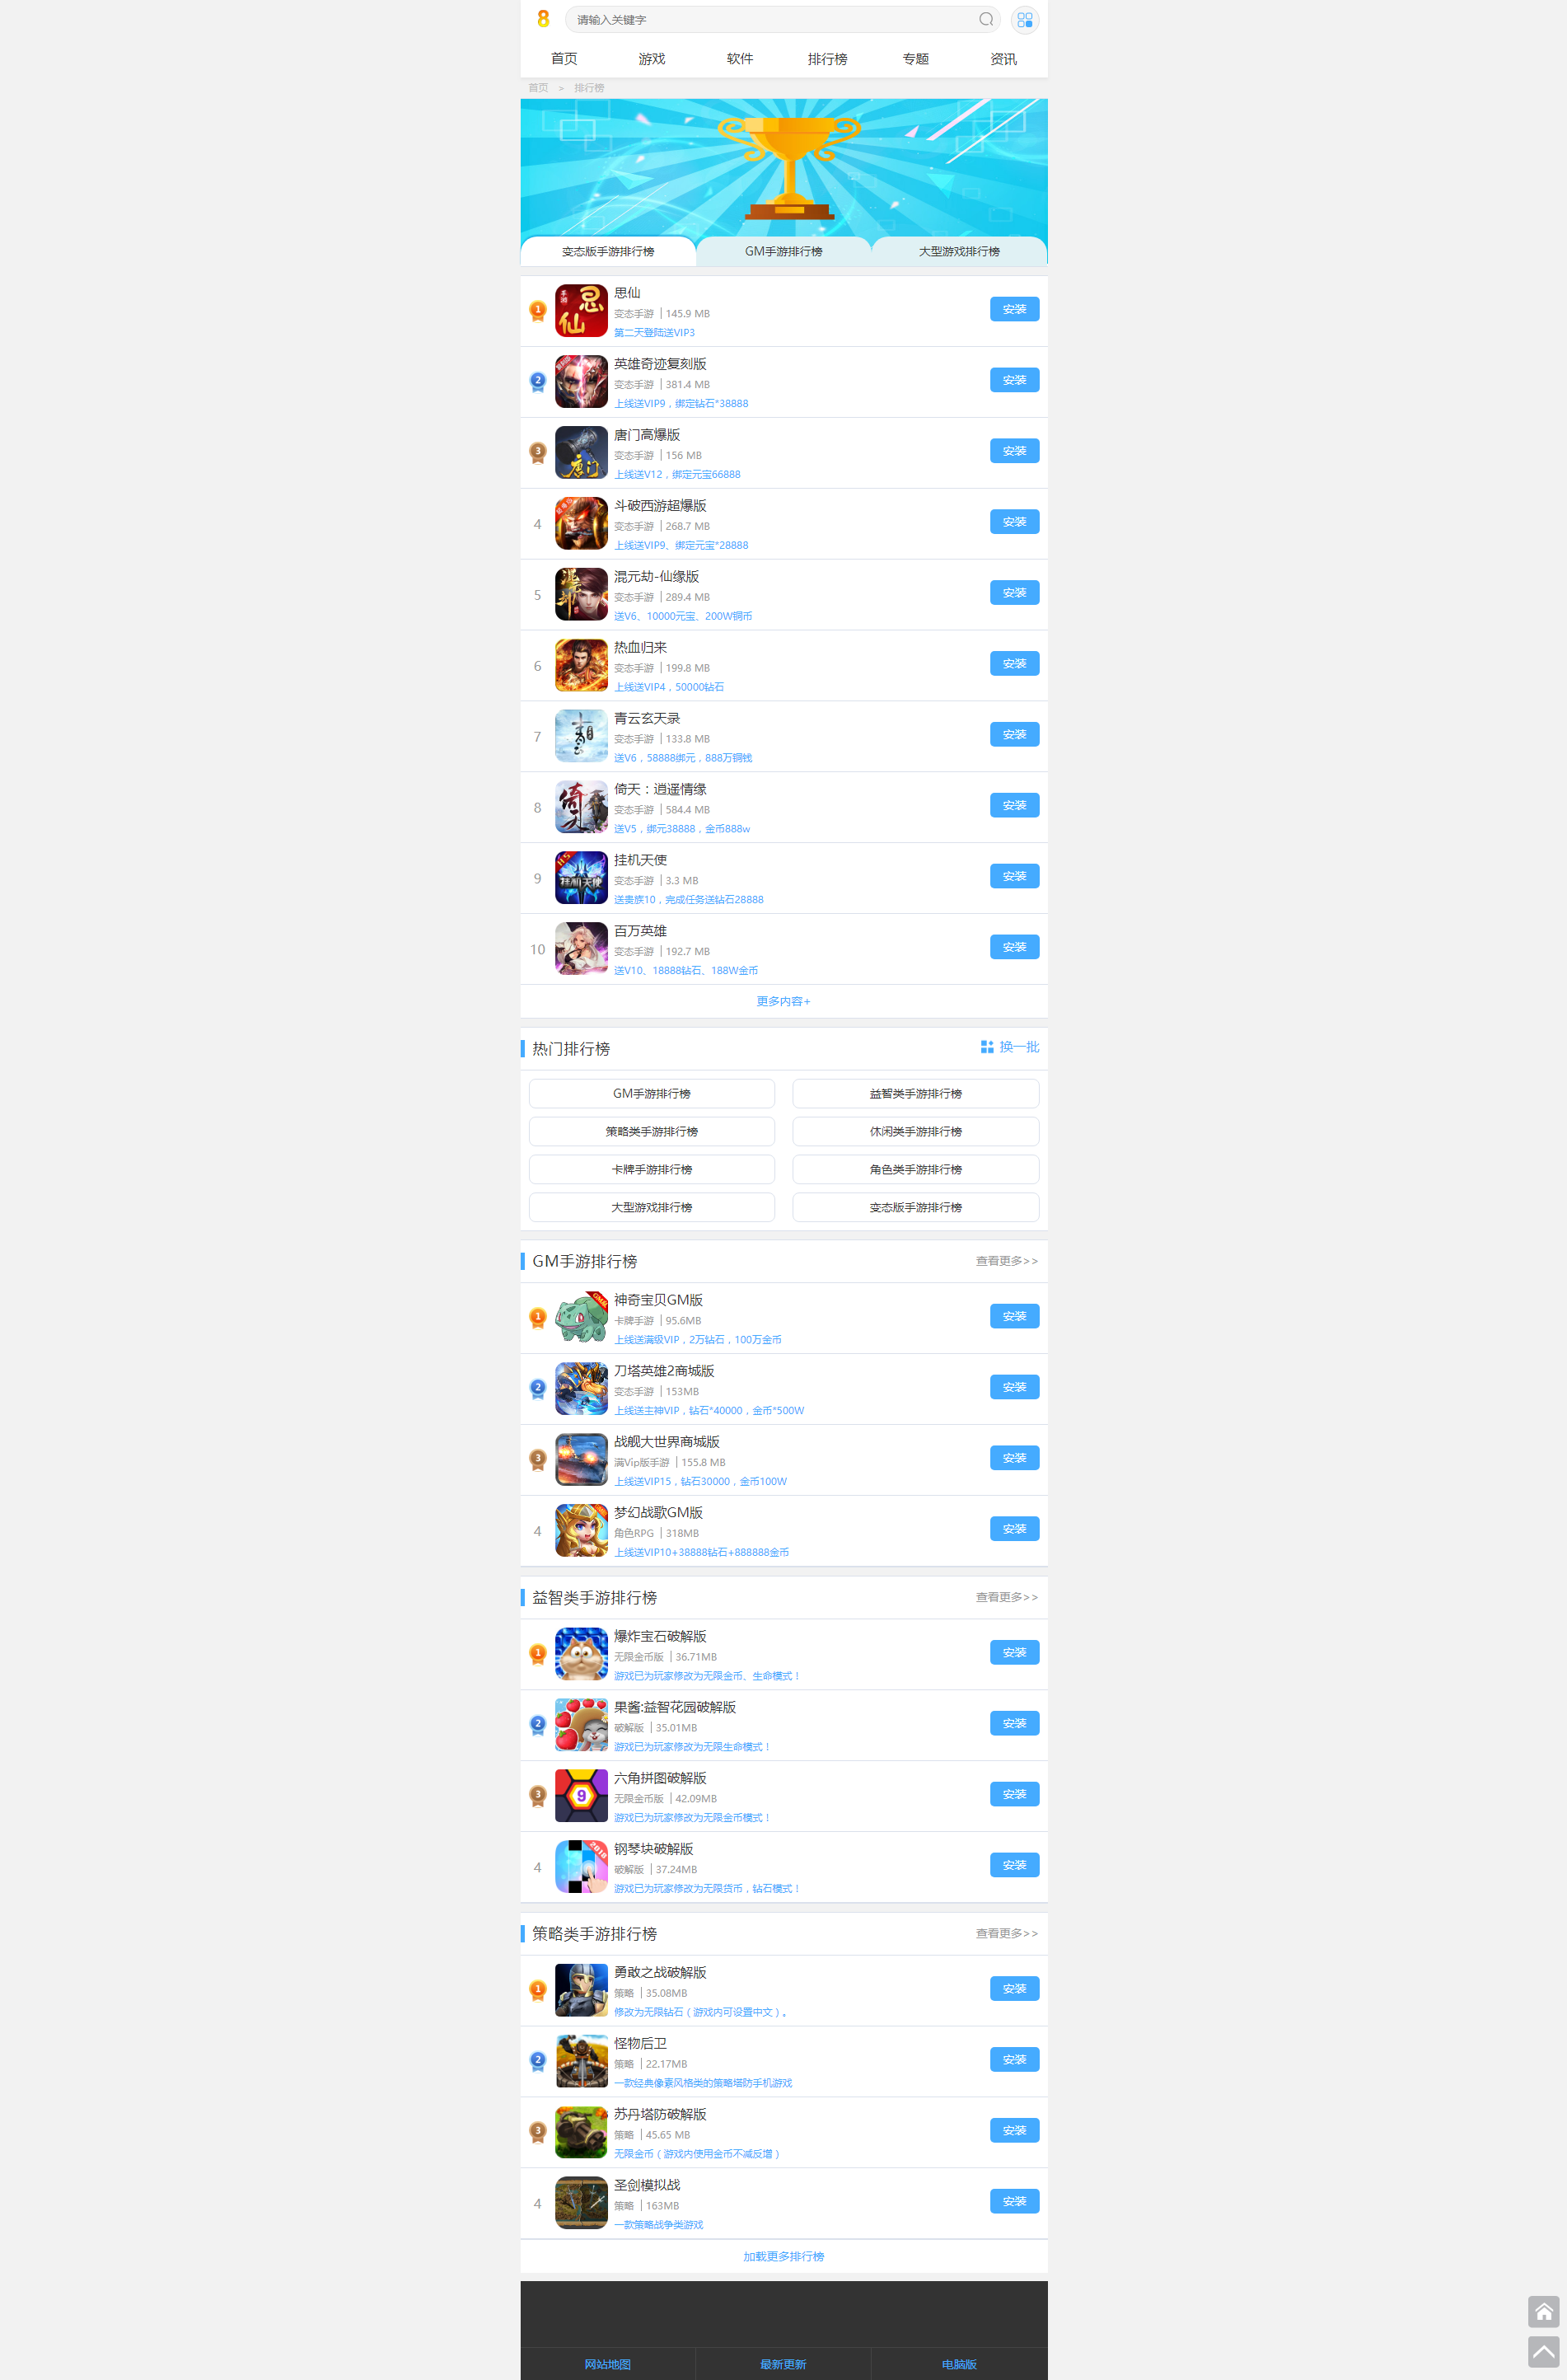 8
请输入关键字
首页
游戏
软件
排行榜
专题
资讯
首页 > 排行榜
变态版手游排行榜
GM手游排行榜
大型游戏排行榜
1
思仙
变态手游 | 145.9 MB
第二天登陆送VIP3
安装
2
英雄奇迹复刻版
变态手游 | 381.4 MB
上线送VIP9，绑定钻石*38888
安装
3
唐门高爆版
变态手游 | 156 MB
上线送V12，绑定元宝66888
安装
4
斗破西游超爆版
变态手游 | 268.7 MB
上线送VIP9、绑定元宝*28888
安装
5
混元劫-仙缘版
变态手游 | 289.4 MB
送V6、10000元宝、200W铜币
安装
6
热血归来
变态手游 | 199.8 MB
上线送VIP4，50000钻石
安装
7
青云玄天录
变态手游 | 133.8 MB
送V6，58888绑元，888万铜钱
安装
8
倚天：逍遥情缘
变态手游 | 584.4 MB
送V5，绑元38888，金币888w
安装
9
挂机天使
变态手游 | 3.3 MB
送贵族10，完成任务送钻石28888
安装
10
百万英雄
变态手游 | 192.7 MB
送V10、18888钻石、188W金币
安装
更多内容+
热门排行榜
换一批
GM手游排行榜
益智类手游排行榜
策略类手游排行榜
休闲类手游排行榜
卡牌手游排行榜
角色类手游排行榜
大型游戏排行榜
变态版手游排行榜
GM手游排行榜
查看更多>>
1
神奇宝贝GM版
卡牌手游 | 95.6MB
上线送满级VIP，2万钻石，100万金币
安装
2
刀塔英雄2商城版
变态手游 | 153MB
上线送主神VIP，钻石*40000，金币*500W
安装
3
战舰大世界商城版
满Vip版手游 | 155.8 MB
上线送VIP15，钻石30000，金币100W
安装
4
梦幻战歌GM版
角色RPG | 318MB
上线送VIP10+38888钻石+888888金币
安装
益智类手游排行榜
查看更多>>
1
爆炸宝石破解版
无限金币版 | 36.71MB
游戏已为玩家修改为无限金币、生命模式！
安装
2
果酱:益智花园破解版
破解版 | 35.01MB
游戏已为玩家修改为无限生命模式！
安装
3
六角拼图破解版
无限金币版 | 42.09MB
游戏已为玩家修改为无限金币模式！
安装
4
钢琴块破解版
破解版 | 37.24MB
游戏已为玩家修改为无限货币，钻石模式！
安装
策略类手游排行榜
查看更多>>
1
勇敢之战破解版
策略 | 35.08MB
修改为无限钻石（游戏内可设置中文）。
安装
2
怪物后卫
策略 | 22.17MB
一款经典像素风格类的策略塔防手机游戏
安装
3
苏丹塔防破解版
策略 | 45.65 MB
无限金币（游戏内使用金币不减反增）
安装
4
圣剑模拟战
策略 | 163MB
一款策略战争类游戏
安装
加载更多排行榜
网站地图
最新更新
电脑版